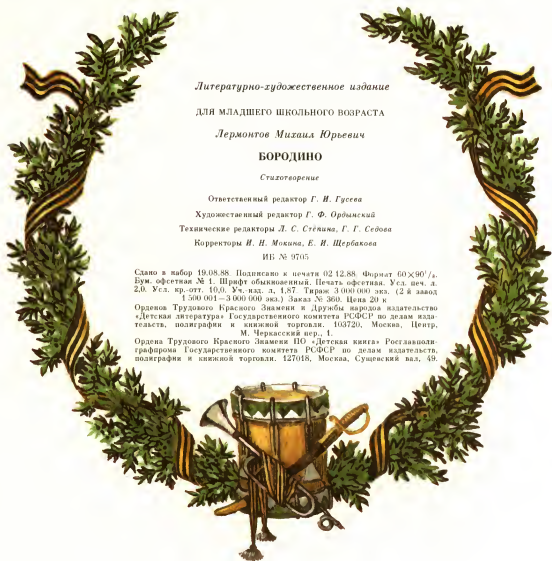 Литературно-художественное издание
ДЛЯ МЛАДШЕГО ШКОЛЬНОГО ВОЗРАСТА
Лермонтов Михаил Юрьевич
БОРОДИНО
Стихотворение
Ответственный редактор Г. И. Гусева
Художественный редактор Г. Ф. Ордынский
Технические редакторы Л. С. Стёпина, Г. Г. Седова
Корректоры И. Н. Мокина, Е. И. Щербакова
ИБ № 9705
Сдано в набор 19.08.88. Подписано к печати 02.12.88. Формат 60×90¹/₈.
Бум. офсетная № 1. Шрифт обыкновенный. Печать офсетная. Усл. печ. л.
2,0. Усл. кр.-отт. 10,0. Уч.-изд. л. 1,87. Тираж 3 000 000 экз. (2 й завод
1 500 001—3 000 000 экз.) Заказ № 360. Цена 20 к
Орденов Трудового Красного Знамени и Дружбы народов издательство
«Детская литература» Государственного комитета РСФСР по делам изда-
тельств, полиграфии и книжной торговли. 103720, Москва, Центр,
М. Черкасский пер., 1.
Ордена Трудового Красного Знамени ПО «Детская книга» Росглавполи-
графпрома Государственного комитета РСФСР по делам издательств,
полиграфии и книжной торговли. 127018, Москва, Сущевский вал, 49.